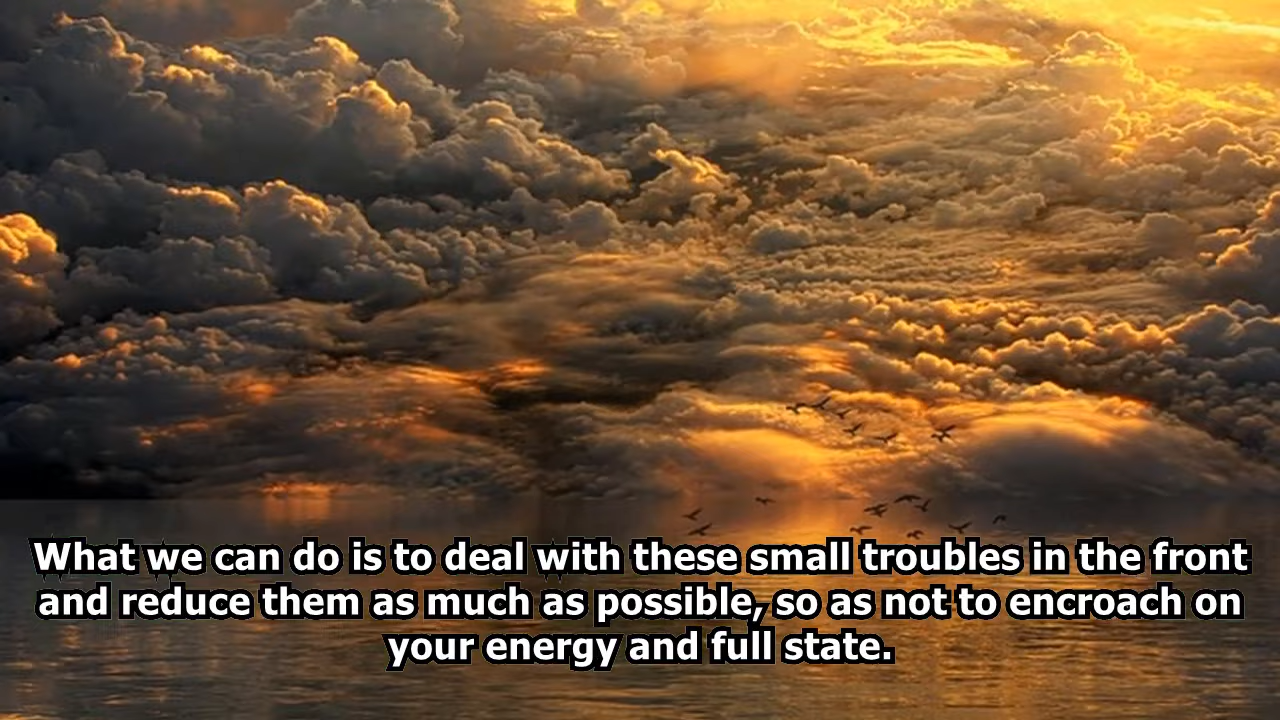 What we can do is to deal with these small troubles in the front
and reduce them as much as possible, so as not to encroach on
your energy and full state.